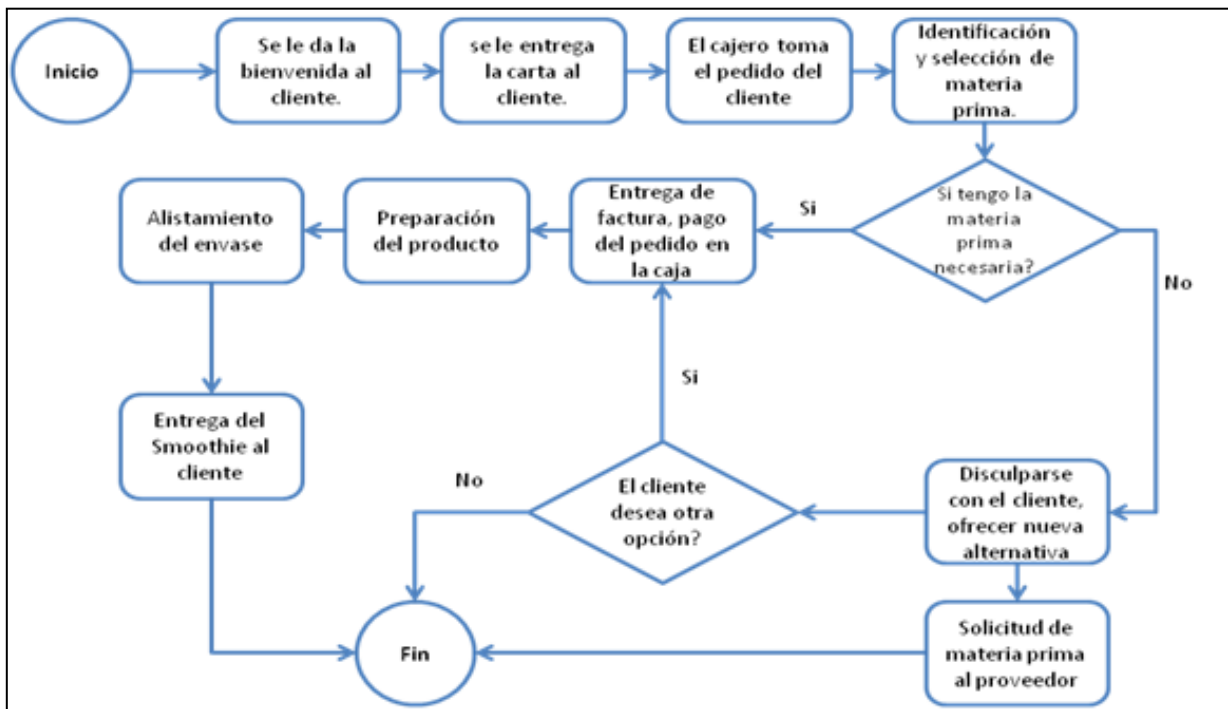 Inicio
Se le da la
bienvenida al
cliente.
se le entrega
la carta al
cliente.
El cajero toma
el pedido del
cliente
Identificación
y selección de
materia
prima.
Si tengo la
materia
prima
necesaria?
Si
No
Entrega de
factura, pago
del pedido en
la caja
Preparación
del producto
Alistamiento
del envase
Entrega del
Smoothie al
cliente
Disculparse
con el cliente,
ofrecer nueva
alternativa
El cliente
desea otra
opción?
Si
No
Solicitud de
materia prima
al proveedor
Fin